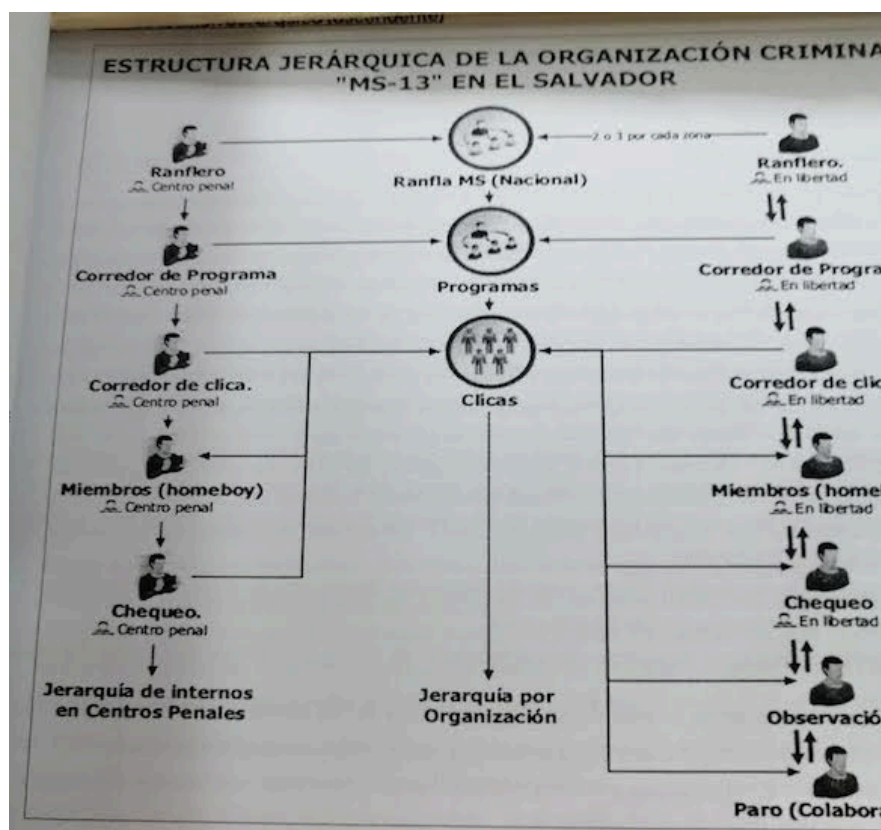 ESTRUCTURA JERÁRQUICA DE LA ORGANIZACIÓN CRIMINA
"MS-13" EN EL SALVADOR
Ranflero
Centro penal
Ranfla MS (Nacional)
2 o 3 por cada zona
Ranflero.
En libertad
Corredor de Programa
Centro penal
Programas
Corredor de Progra
En libertad
Corredor de clica.
Centro penal
Clicas
Corredor de clic
En libertad
Miembros (homeboy)
Centro penal
Miembros (homeb
En libertad
Chequeo.
Centro penal
Chequeo
En libertad
Jerarquía de internos
en Centros Penales
Jerarquía por
Organización
Observació
Paro (Colabora